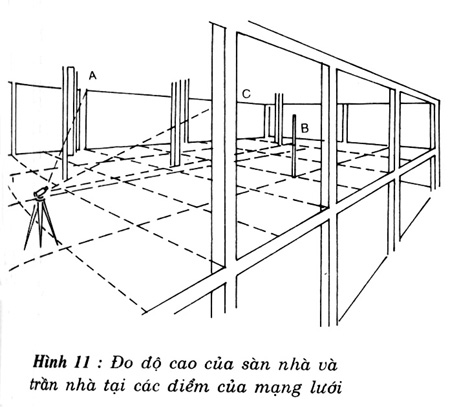 A
C
B
Hình 11 : Đo độ cao của sàn nhà và
trần nhà tại các điểm của mạng lưới